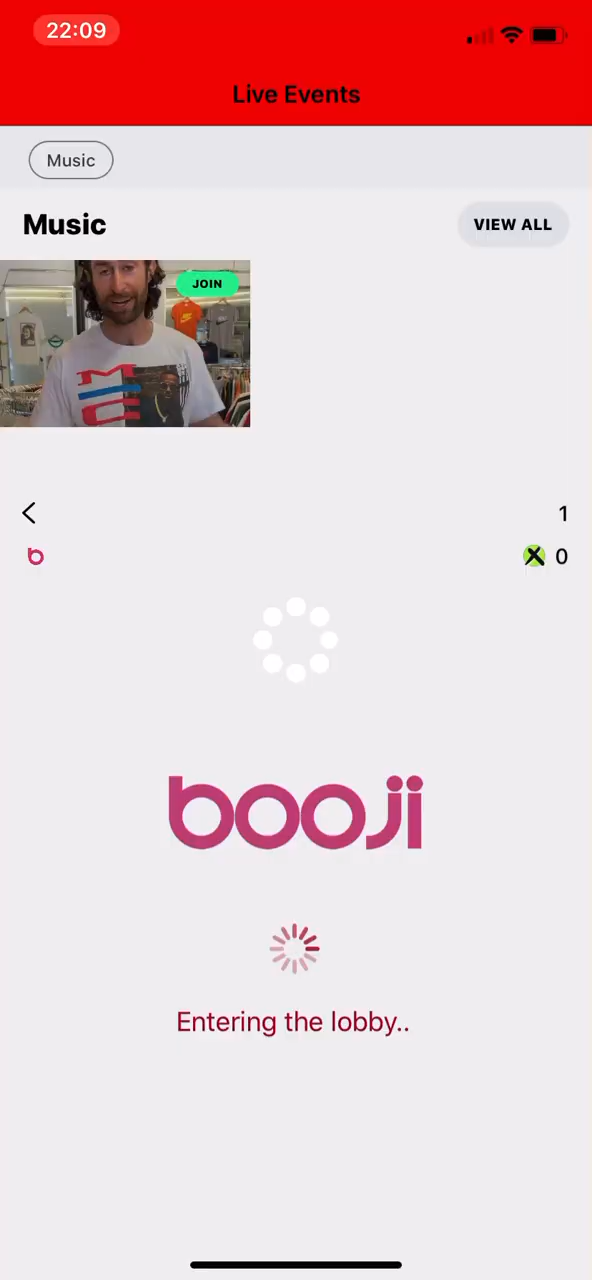 22:09
Live Events
Music
Music
VIEW ALL
JOIN
1
b
0
booji
Entering the lobby..